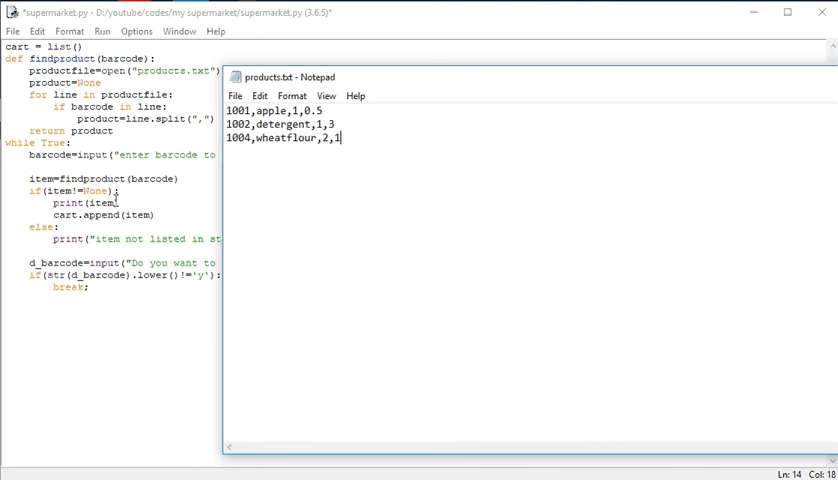 *supermarket.py - D:/youtube/codes/my supermarket/supermarket.py (3.6.5)*
File Edit Format Run Options Window Help
cart = list()
def findproduct(barcode):
productfile=open("products.txt")
product=None
for line in productfile:
if barcode in line:
product=line.split(",")
return product
while True:
barcode=input("enter barcode to
item=findproduct(barcode)
if(item!=None):
print(item
cart.append(item)
else:
print("item not listed in st
d_barcode=input("Do you want to
if(str(d_barcode).lower()!='y'):
break;
products.txt - Notepad
File Edit Format View Help
1001,apple,1,0.5
1002,detergent,1,3
1004,wheatflour,2,1
Ln: 14 Col: 18